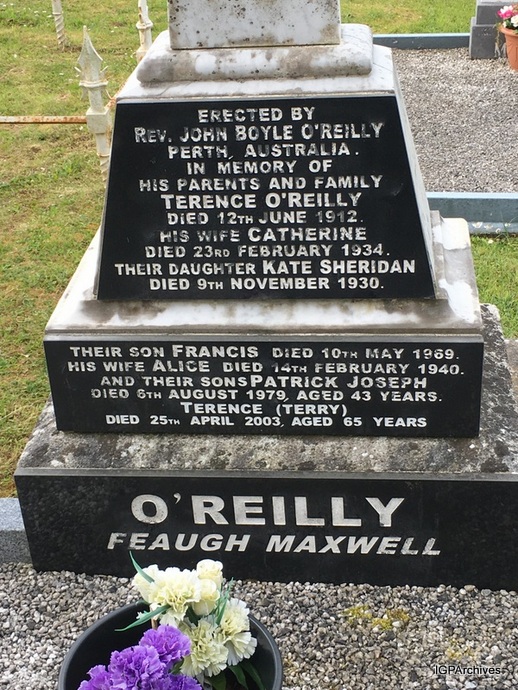 ERECTED BY
REV. JOHN BOYLE O'REILLY
PERTH, AUSTRALIA.
IN MEMORY OF
HIS PARENTS AND FAMILY
TERENCE O'REILLY
DIED 12TH JUNE 1912.
HIS WIFE CATHERINE
DIED 23RD FEBRUARY 1934.
THEIR DAUGHTER KATE SHERIDAN
DIED 9TH NOVEMBER 1930.
THEIR SON FRANCIS DIED 10TH MAY 1969.
HIS WIFE ALICE DIED 14TH FEBRUARY 1940.
AND THEIR SONS PATRICK JOSEPH
DIED 6TH AUGUST 1979, AGED 43 YEARS.
TERENCE (TERRY)
DIED 25TH APRIL 2003, AGED 65 YEARS
O'REILLY
FEAUGH MAXWELL
IGPArchives